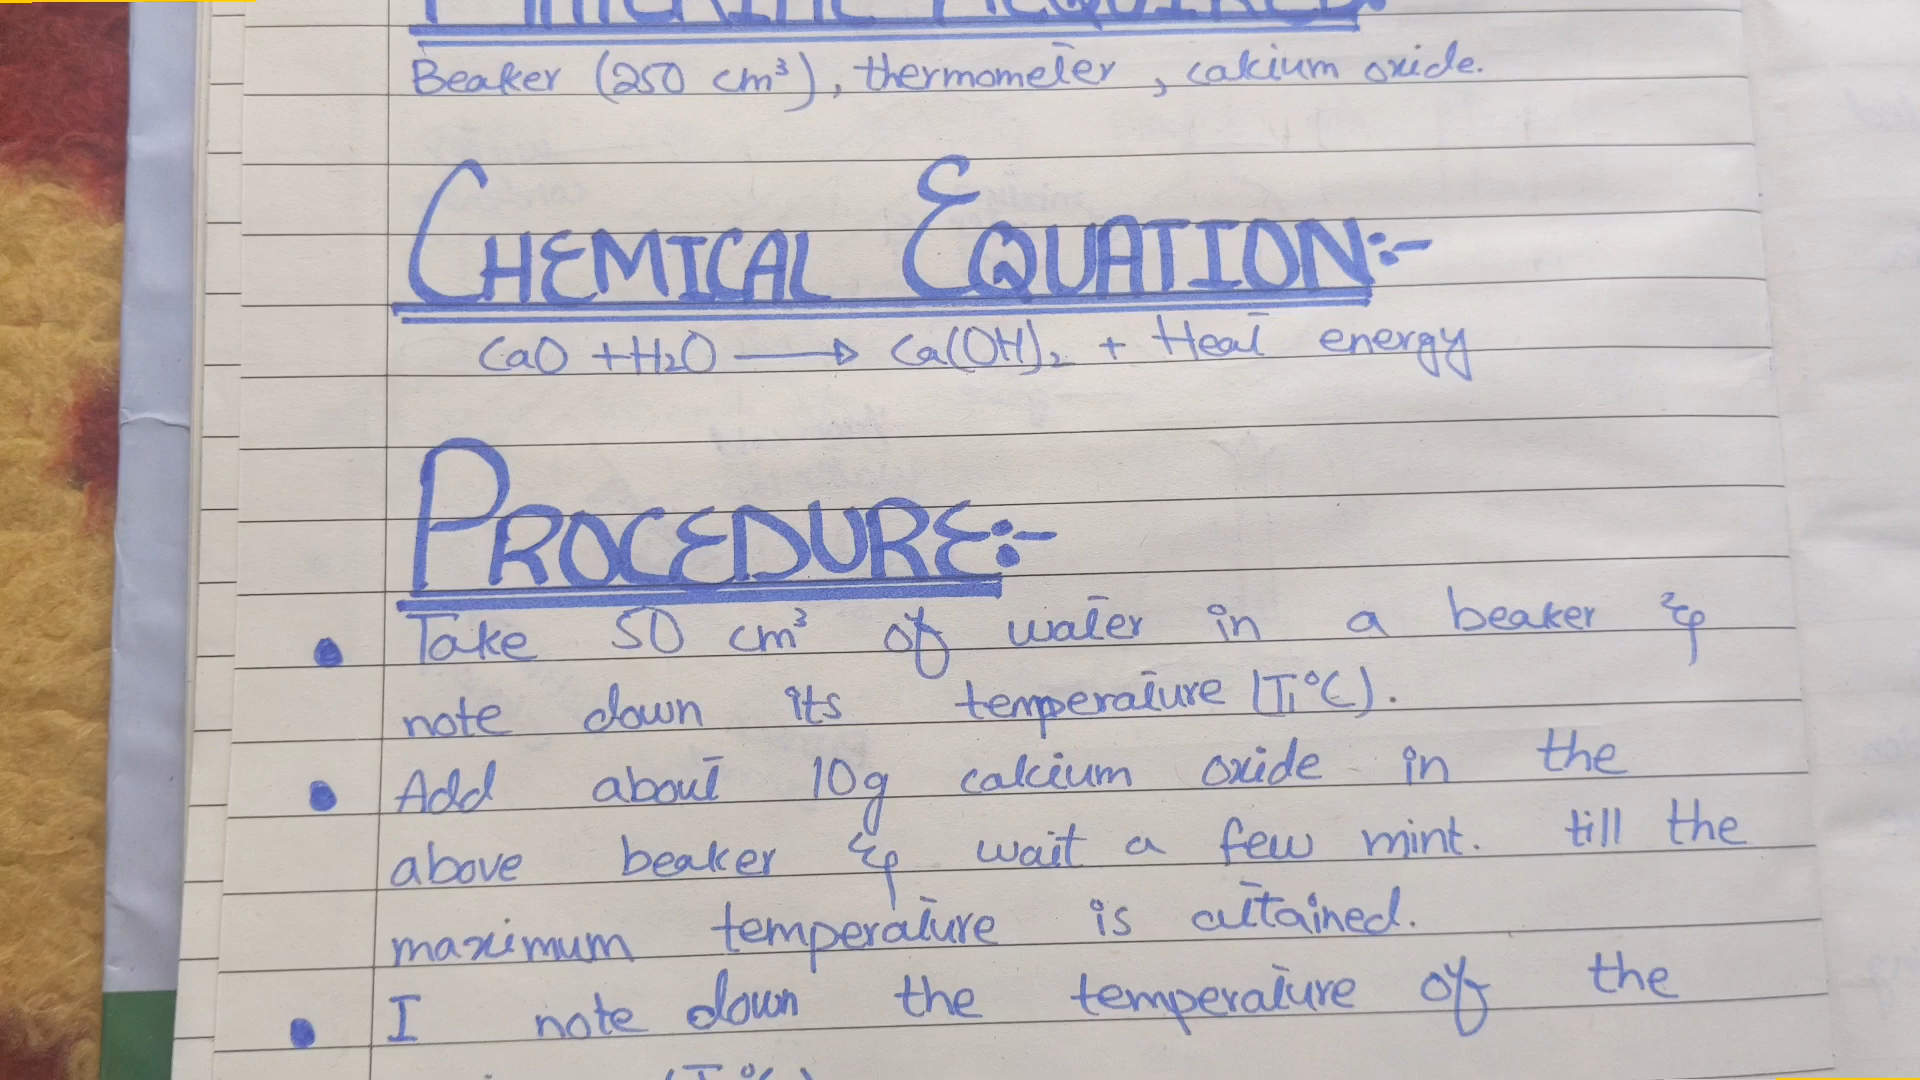 Beaker (250 cm³), thermometer, calcium oxide.
CHEMICAL EQUATION:-
CaO + H₂O → Ca(OH)₂ + Heat energy
PROCEDURE:-
• Take 50 cm³ of water in a beaker &
note down its temperature (T₁°C).
• Add about 10g calcium oxide in the
above beaker & wait a few mint. till the
maximum temperature is attained.
• I note down the temperature of the